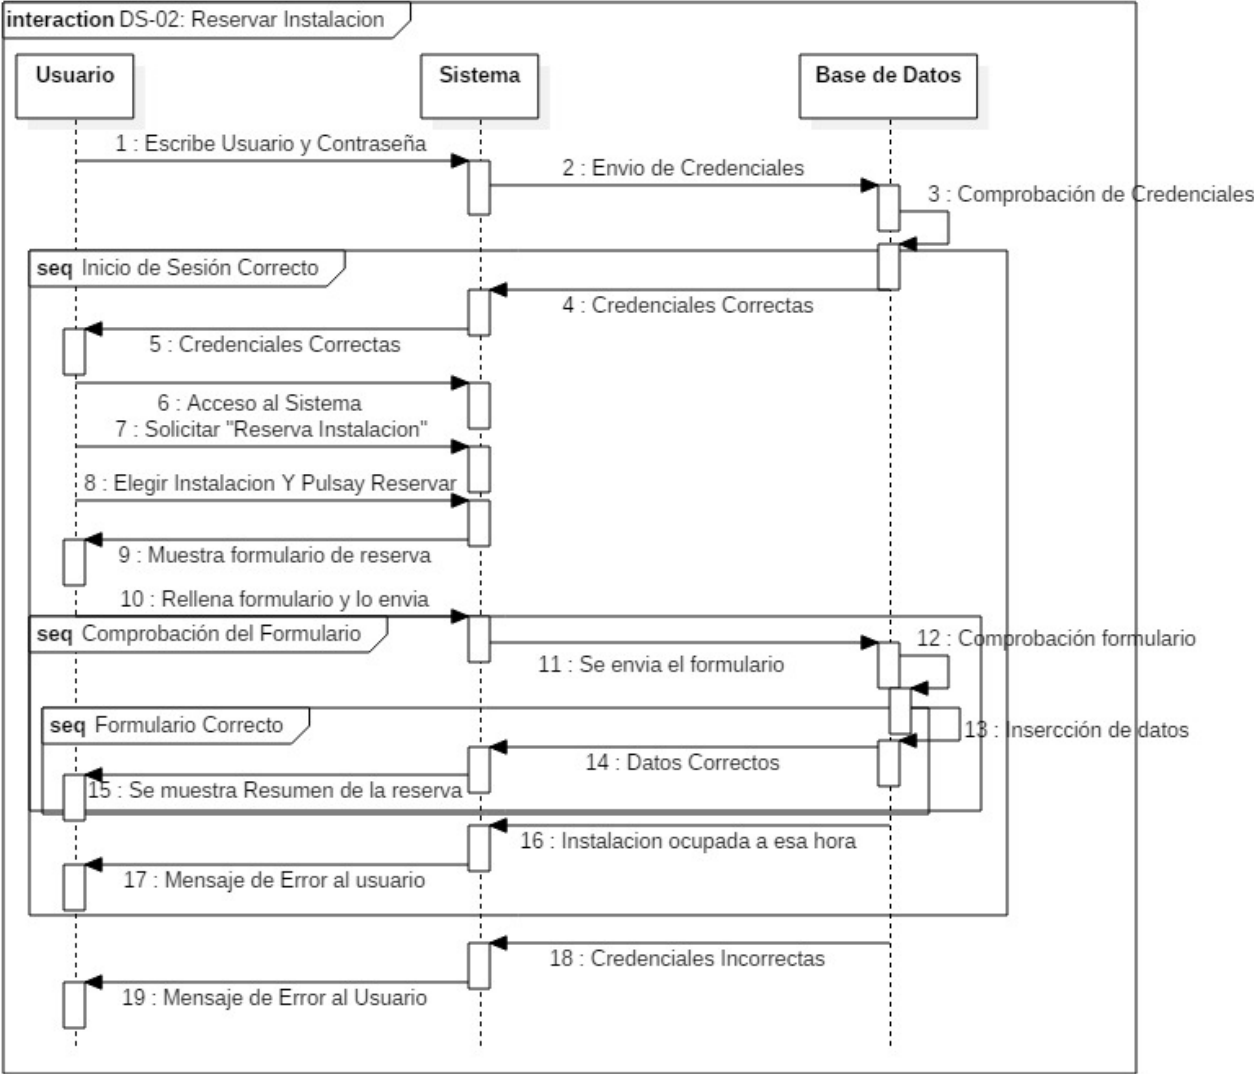 interaction DS-02: Reservar Instalacion
Usuario
Sistema
Base de Datos
1 : Escribe Usuario y Contraseña
2 : Envio de Credenciales
3 : Comprobación de Credenciales
seq Inicio de Sesión Correcto
4 : Credenciales Correctas
5 : Credenciales Correctas
6 : Acceso al Sistema
7 : Solicitar "Reserva Instalacion"
8 : Elegir Instalacion Y Pulsay Reservar
9 : Muestra formulario de reserva
10 : Rellena formulario y lo envia
seq Comprobación del Formulario
11 : Se envia el formulario
12 : Comprobación formulario
seq Formulario Correcto
13 : Insercción de datos
14 : Datos Correctos
15 : Se muestra Resumen de la reserva
16 : Instalacion ocupada a esa hora
17 : Mensaje de Error al usuario
18 : Credenciales Incorrectas
19 : Mensaje de Error al Usuario